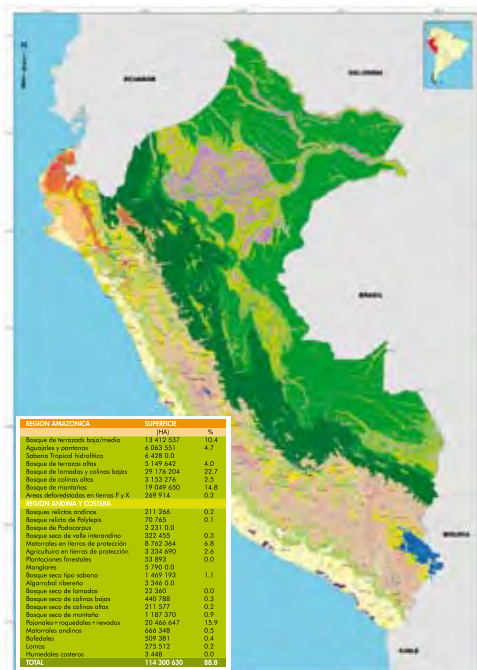 ECUADOR
COLOMBIA
BRASIL
BOLIVIA
CHILE
REGION AMAZONICA SUPERFICIE
(HA) %
Bosque de terrazas baja/media 13 412 537 10.4
Aguajales y pantanos 6 063 551 4.7
Sabana Tropical hidrofítica 6 428 0.0
Bosque de terrazas altas 5 149 642 4.0
Bosque de lomadas y colinas bajas 29 176 204 22.7
Bosque de colinas altas 3 153 276 2.5
Bosque de montañas 19 049 650 14.8
Areas deforestadas en tierras F y X 269 914 0.2
REGION ANDINA Y COSTERA
Bosques relictos andinos 211 266 0.2
Bosque relicto de Polylepis 70 765 0.1
Bosque de Podocarpus 2 231 0.0
Bosque seco de valle interandino 322 455 0.3
Matorrales en tierras de protección 8 762 364 6.8
Agricultura en tierras de protección 3 334 690 2.6
Plantaciones forestales 53 893 0.0
Manglares 5 790 0.0
Bosque seco tipo sabana 1 469 193 1.1
Algarrobal ribereño 3 346 0.0
Bosque seco de lomadas 22 360 0.0
Bosque seco de colinas bajas 440 788 0.3
Bosque seco de colinas altas 211 577 0.2
Bosque seco de montaña 1 187 370 0.9
Pajonales+roquedales+nevados 20 466 647 15.9
Matorrales andinos 666 348 0.5
Bofedales 509 381 0.4
Lomas 275 512 0.2
Humedales costeros 3 448 0.0
TOTAL 114 300 630 88.8